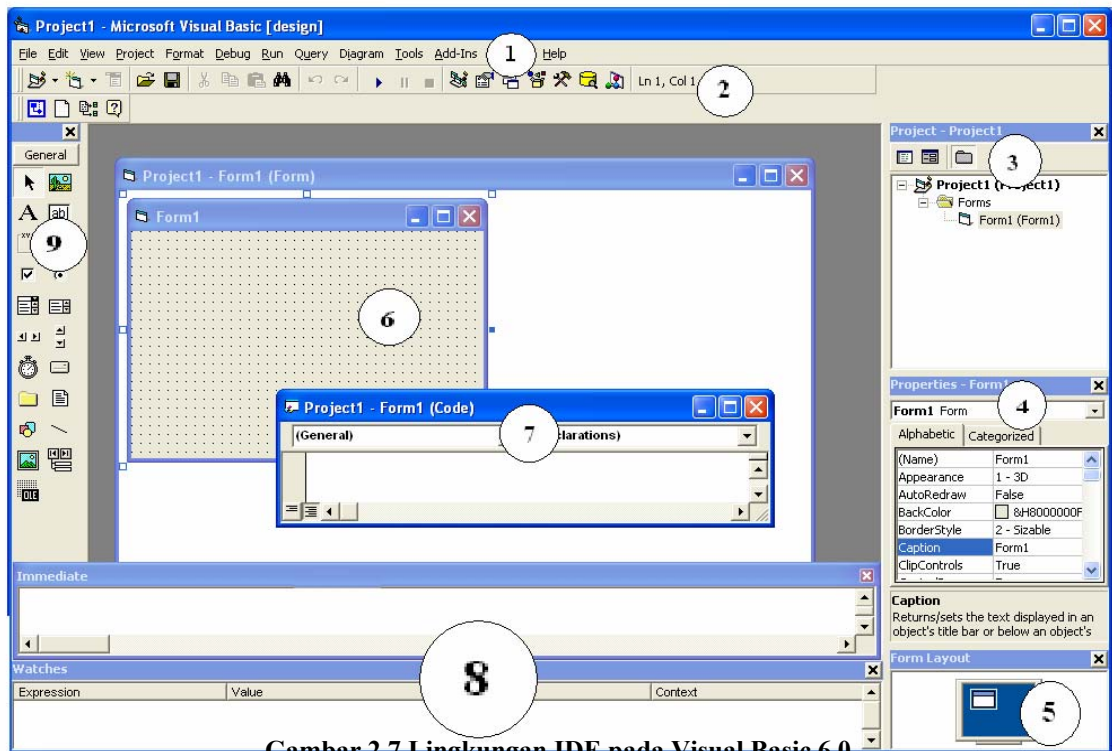 Project1 - Microsoft Visual Basic [design]
File Edit View Project Format Debug Run Query Diagram Tools Add-Ins 1 Help
Ln 1, Col 1 2
General
A ab
9
OLE
Project1 - Form1 (Form)
Form1
6
Project1 - Form1 (Code)
(General) 7
Immediate
Watches
Expression Value Context
8
Project - Project1
3
Project1 (Project1)
Forms
Form1 (Form1)
Properties - Form1
Form1 Form 4
Alphabetic Categorized
(Name) Form1
Appearance 1 - 3D
AutoRedraw False
BackColor &H8000000F
BorderStyle 2 - Sizable
Caption Form1
ClipControls True
Caption
Returns/sets the text displayed in an
object's title bar or below an object's
Form Layout
5
Gambar 2.7 Lingkungan IDE pada Visual Basic 6.0